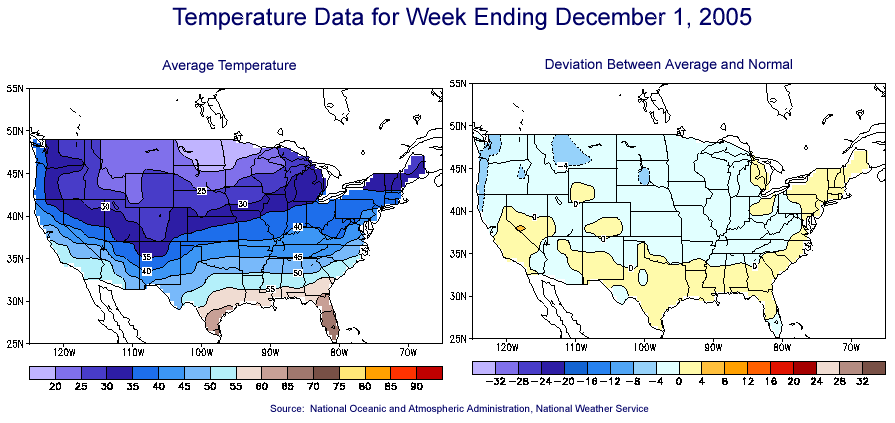 Temperature Data for Week Ending December 1, 2005
Average Temperature
Deviation Between Average and Normal
55N
50N
45N
40N
35N
30N
25N
25
30
30
35
40
40
45
50
55
120W 110W 100W 90W 80W 70W
20 25 30 35 40 45 50 55 60 65 70 75 80 85 90
55N
50N
45N
40N
35N
30N
25N
-4
0
0
0
0
0
120W 110W 100W 90W 80W 70W
-32 -28 -24 -20 -16 -12 -8 -4 0 4 8 12 16 20 24 28 32
Source: National Oceanic and Atmospheric Administration, National Weather Service